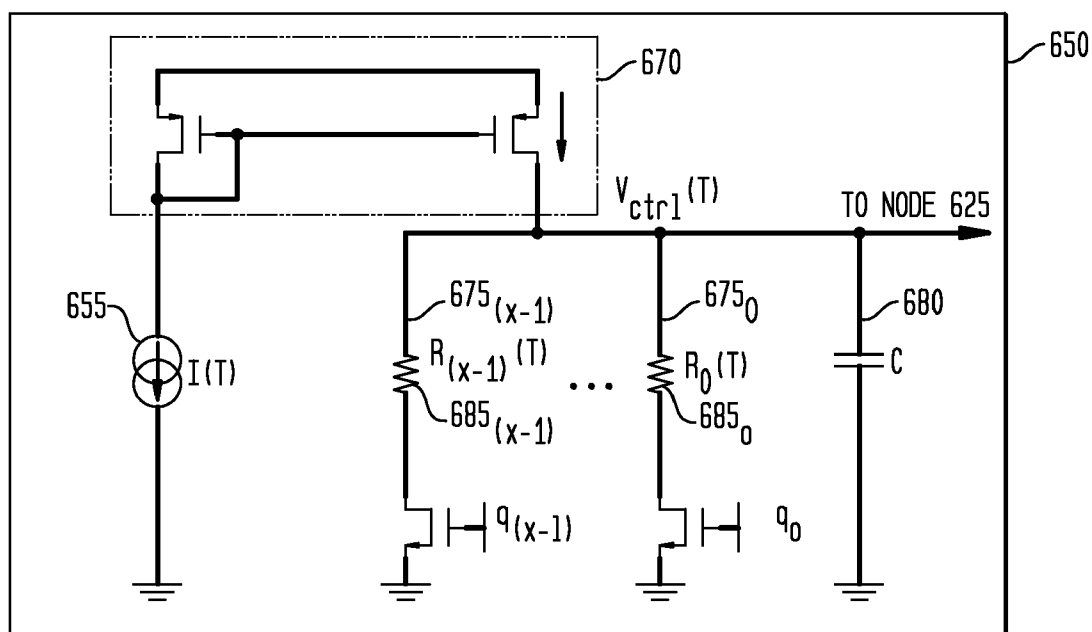 650
670
V_ctrl(T)
TO NODE 625
655
I(T)
675_(x-1)
R_(x-1)(T)
685_(x-1)
...
675_0
R_0(T)
685_0
680
C
q_(x-1)
q_0